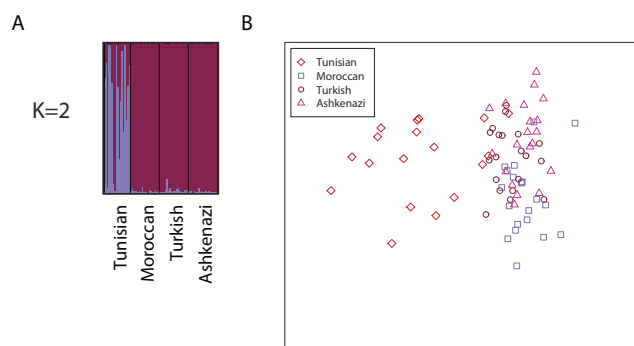 A
K=2
Tunisian
Moroccan
Turkish
Ashkenazi
B
Tunisian
Moroccan
Turkish
Ashkenazi